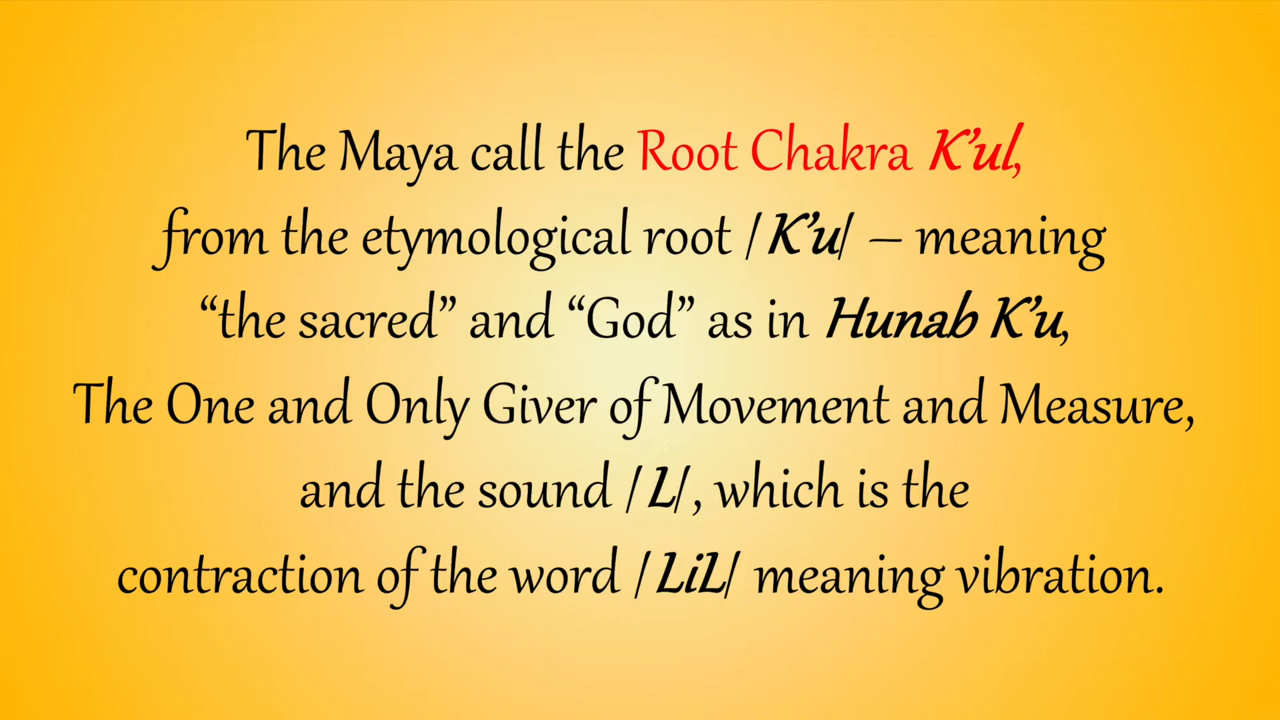 The Maya call the Root Chakra K’ul,
from the etymological root /K’u/ – meaning
“the sacred” and “God” as in Hunab K’u,
The One and Only Giver of Movement and Measure,
and the sound /L/, which is the
contraction of the word /LiL/ meaning vibration.